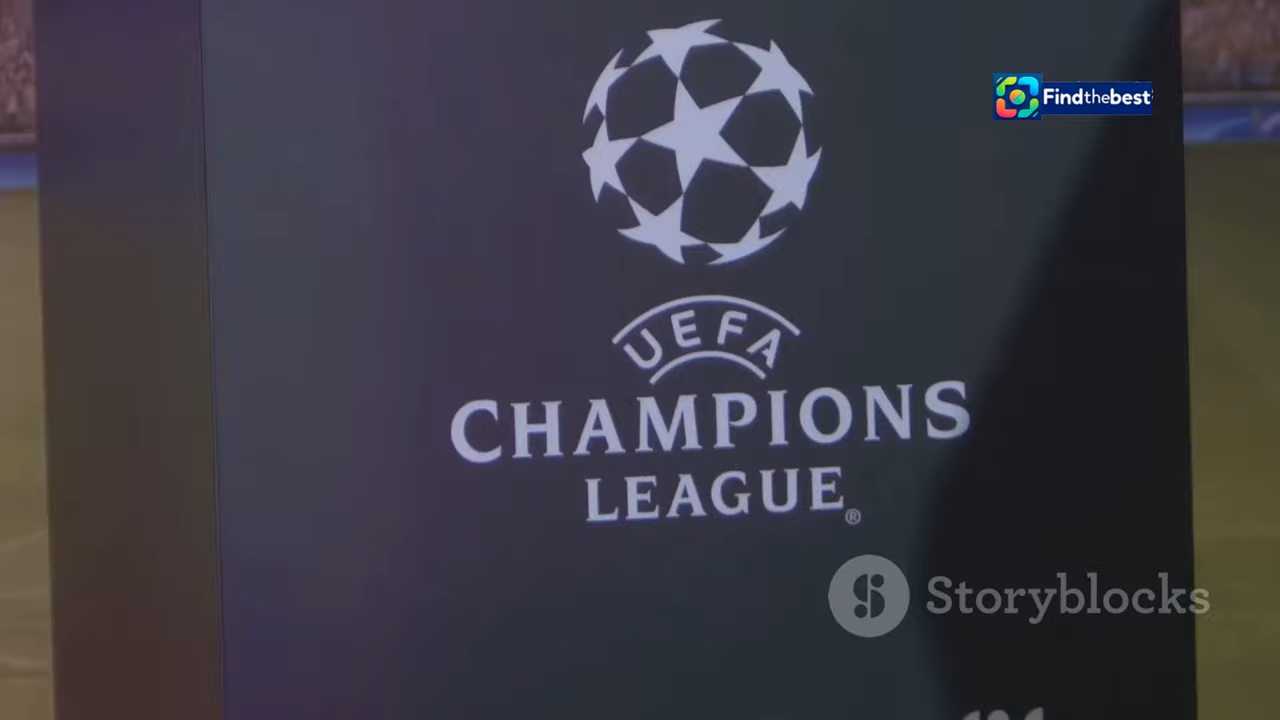 Findthebest
UEFA
CHAMPIONS
LEAGUE®
Storyblocks